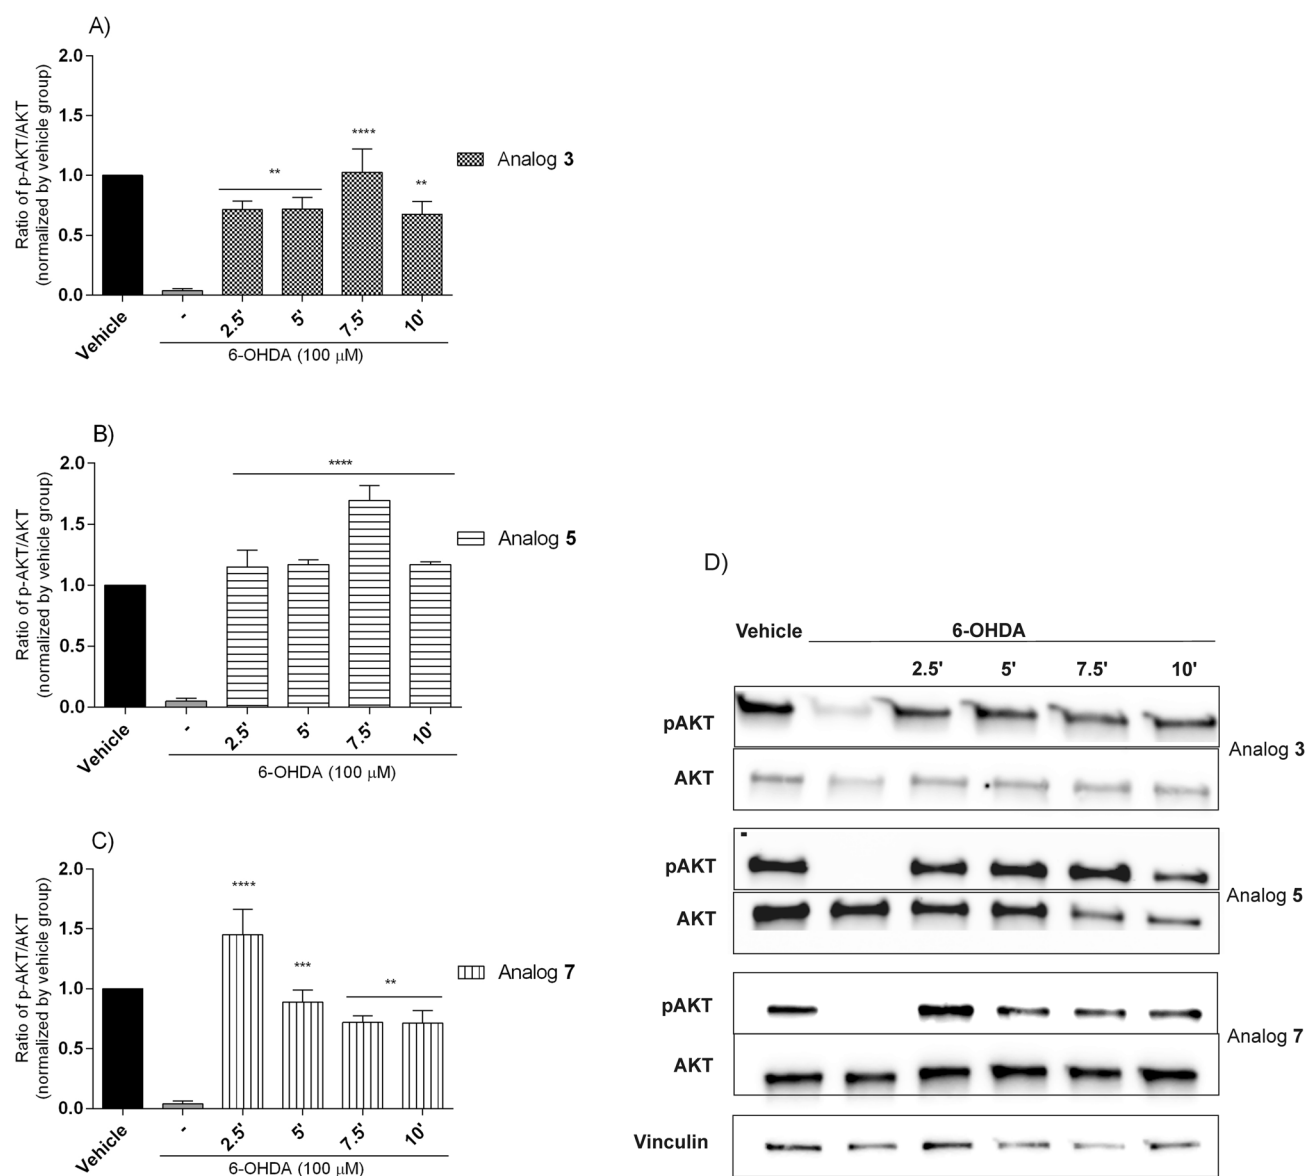 A)
Ratio of p-AKT/AKT
(normalized by vehicle group)
2.0
1.5
1.0
0.5
0.0
**
****
**
Analog 3
Vehicle
-
2.5'
5'
7.5'
10'
6-OHDA (100 μM)
B)
Ratio of p-AKT/AKT
(normalized by vehicle group)
2.0
1.5
1.0
0.5
0.0
****
Analog 5
Vehicle
-
2.5'
5'
7.5'
10'
6-OHDA (100 μM)
C)
Ratio of p-AKT/AKT
(normalized by vehicle group)
2.0
1.5
1.0
0.5
0.0
****
***
**
Analog 7
Vehicle
-
2.5'
5'
7.5'
10'
6-OHDA (100 μM)
D)
Vehicle 6-OHDA
2.5' 5' 7.5' 10'
pAKT
Analog 3
AKT
pAKT
Analog 5
AKT
pAKT
Analog 7
AKT
Vinculin